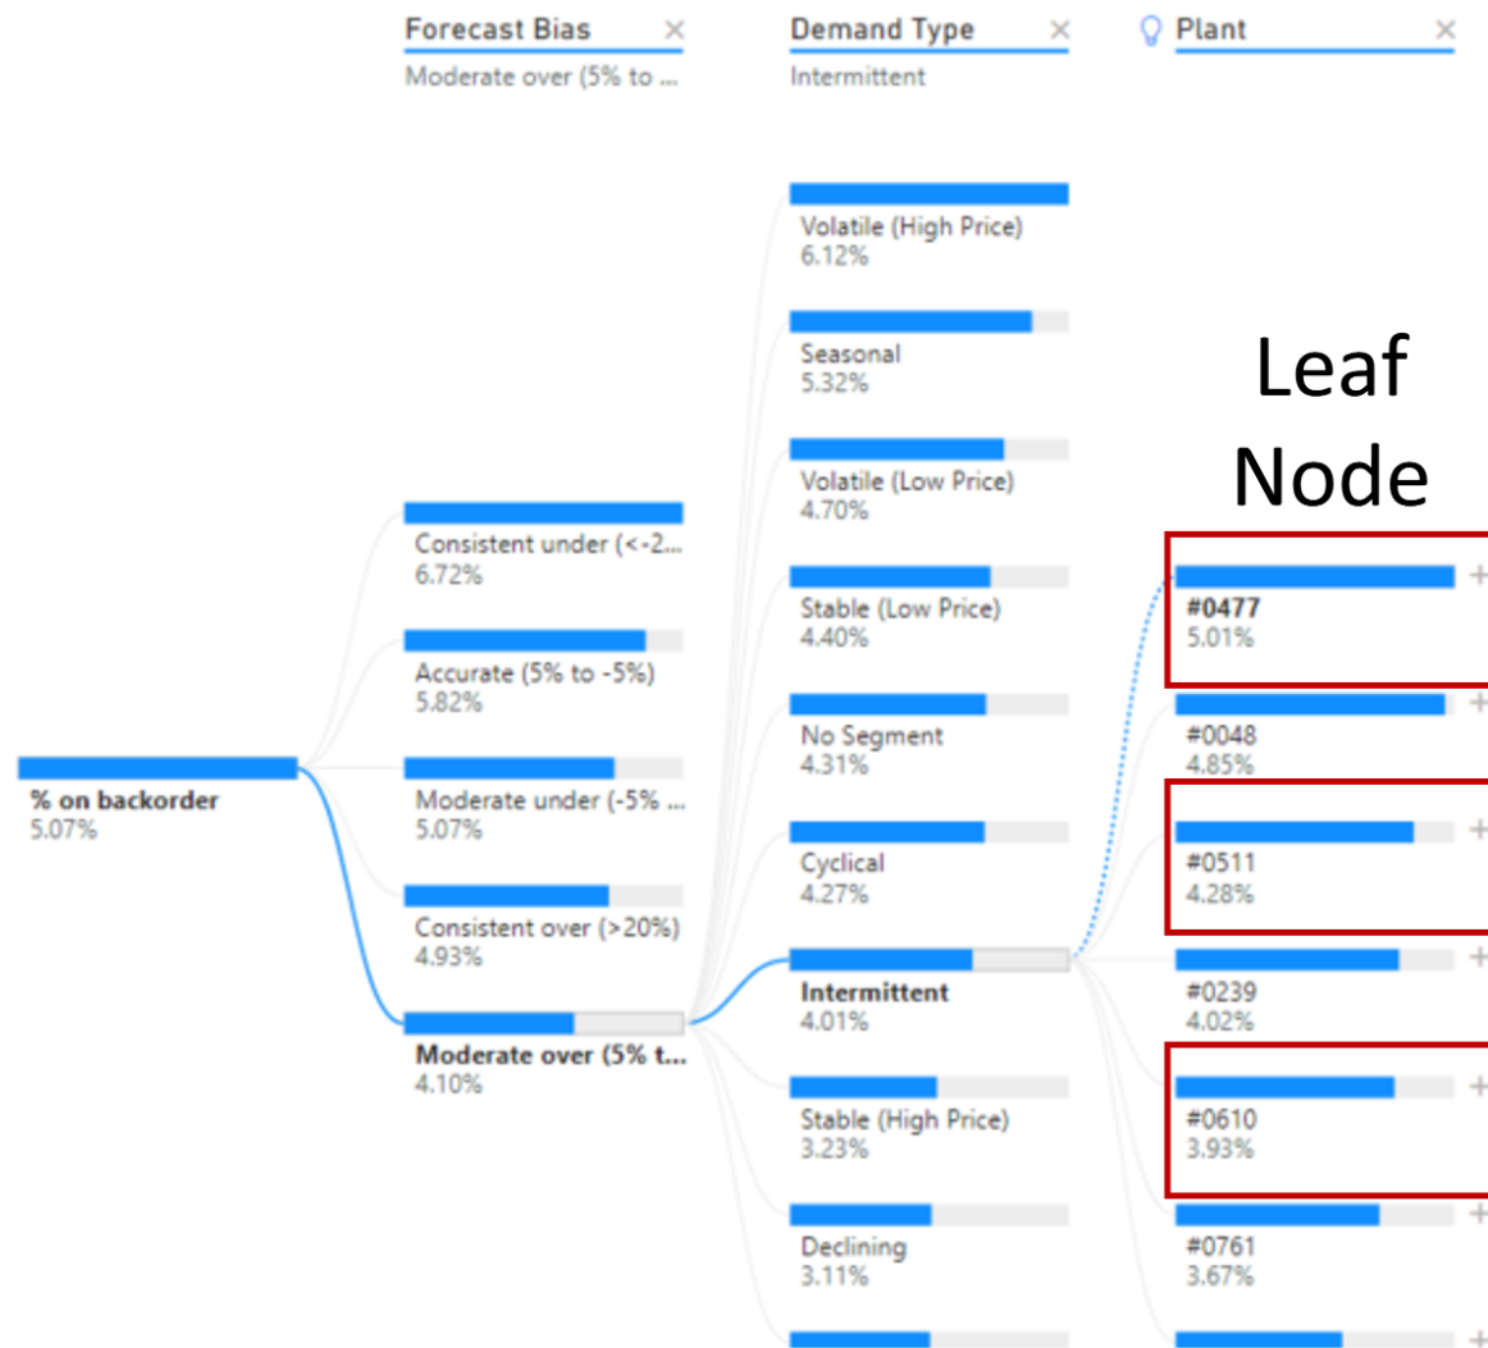 Forecast Bias
Moderate over (5% to ...
Demand Type
Intermittent
Plant
% on backorder
5.07%
Consistent under (<-2...
6.72%
Accurate (5% to -5%)
5.82%
Moderate under (-5% ...
5.07%
Consistent over (>20%)
4.93%
Moderate over (5% t...
4.10%
Volatile (High Price)
6.12%
Seasonal
5.32%
Volatile (Low Price)
4.70%
Stable (Low Price)
4.40%
No Segment
4.31%
Cyclical
4.27%
Intermittent
4.01%
Stable (High Price)
3.23%
Declining
3.11%
Leaf
Node
#0477
5.01%
#0048
4.85%
#0511
4.28%
#0239
4.02%
#0610
3.93%
#0761
3.67%